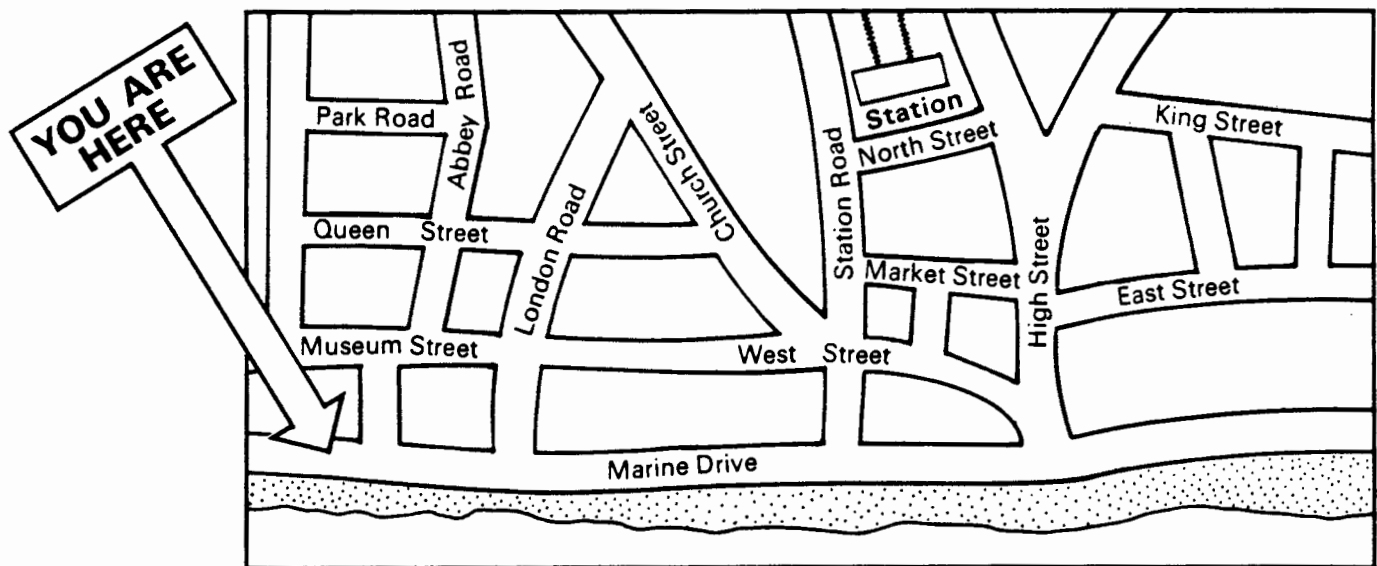 YOU ARE
HERE
Park Road
Abbey Road
Queen Street
London Road
Church Street
Museum Street
West Street
Station Road
Station
North Street
Market Street
High Street
King Street
East Street
Marine Drive